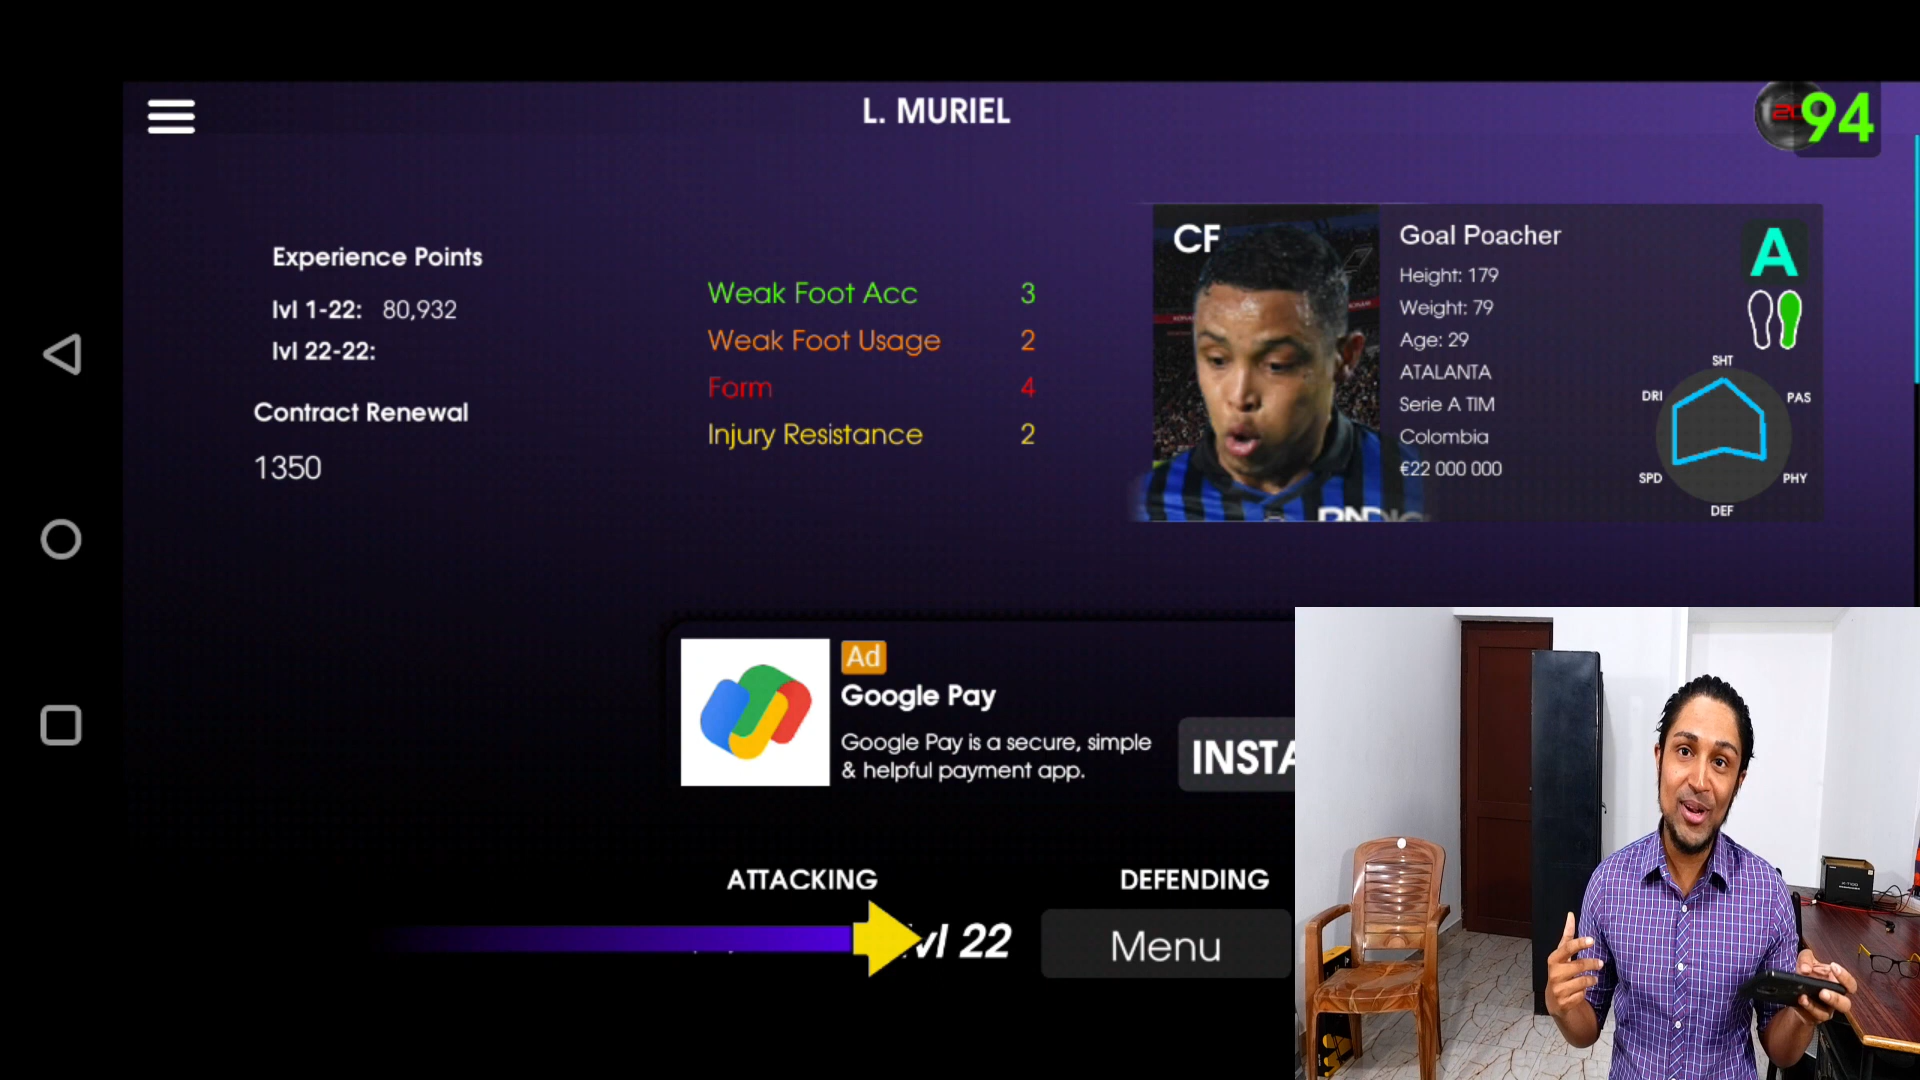 L. MURIEL
94
Experience Points
lvl 1-22: 80,932
lvl 22-22:
Contract Renewal
1350
Weak Foot Acc 3
Weak Foot Usage 2
Form 4
Injury Resistance 2
CF
Goal Poacher
Height: 179
Weight: 79
Age: 29
ATALANTA
Serie A TIM
Colombia
€22 000 000
A
SHT
DRI
PAS
SPD
PHY
DEF
Ad
Google Pay
Google Pay is a secure, simple
& helpful payment app.
INSTA
ATTACKING
DEFENDING
lvl 22
Menu